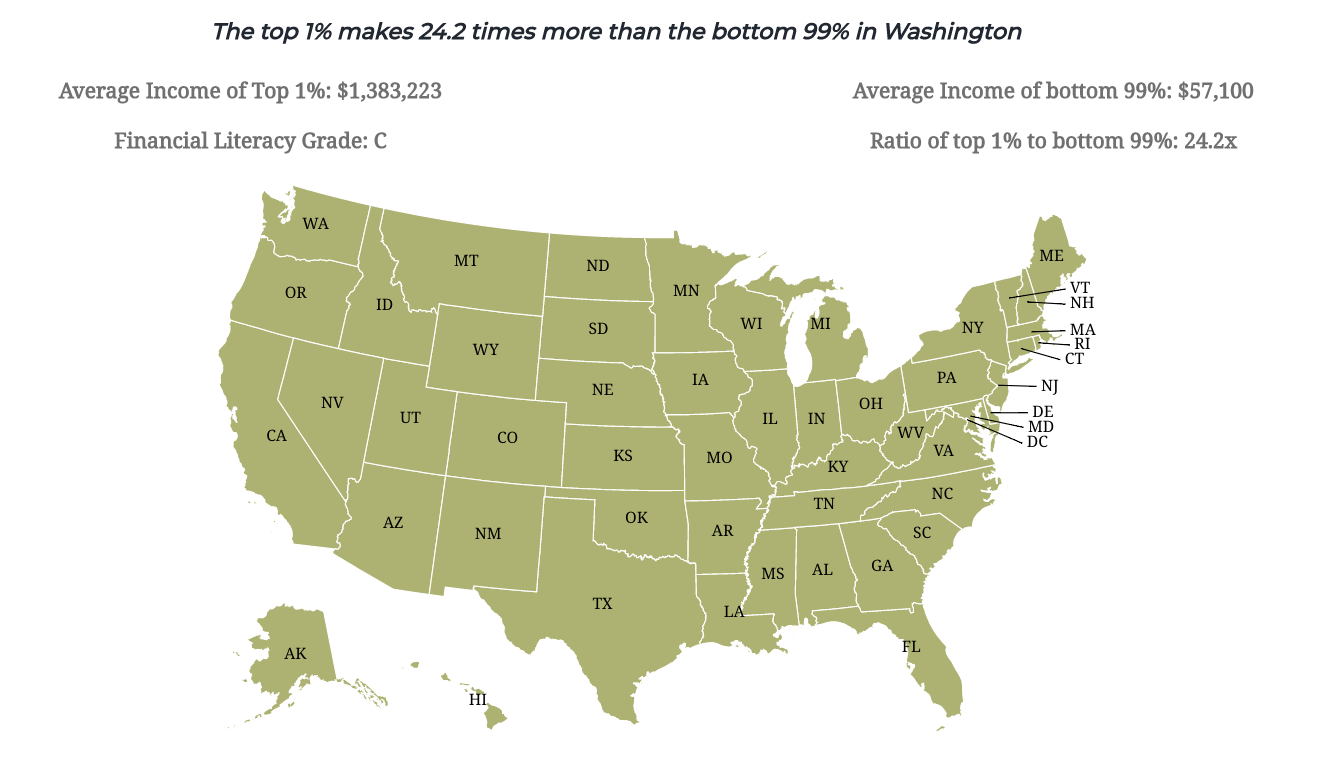 The top 1% makes 24.2 times more than the bottom 99% in Washington
Average Income of Top 1%: $1,383,223
Average Income of bottom 99%: $57,100
Financial Literacy Grade: C
Ratio of top 1% to bottom 99%: 24.2x
WA
MT
ND
MN
ME
VT
NH
OR
ID
SD
WI
MI
NY
MA
RI
CT
WY
NE
IA
PA
NJ
NV
UT
CO
IL
IN
OH
DE
MD
DC
CA
KS
MO
WV
VA
KY
AZ
NM
OK
AR
TN
NC
SC
MS
AL
GA
TX
LA
FL
AK
HI